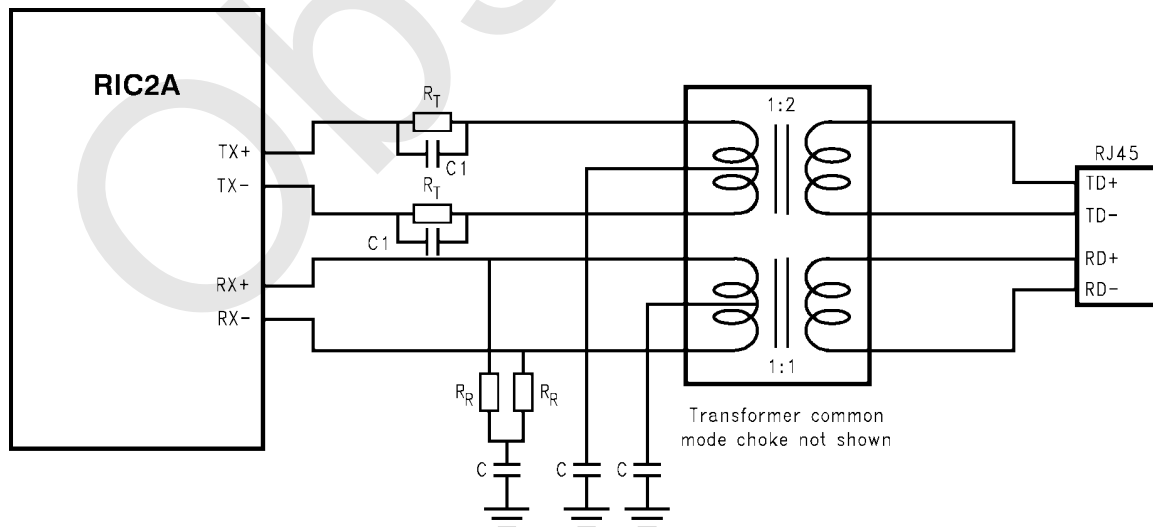 RIC2A
RT
1:2
TX+
C1
RJ45
TX-
RT
TD+
C1
TD-
RX+
RD+
RX-
RD-
1:1
RR
RR
Transformer common
mode choke not shown
C
C
C